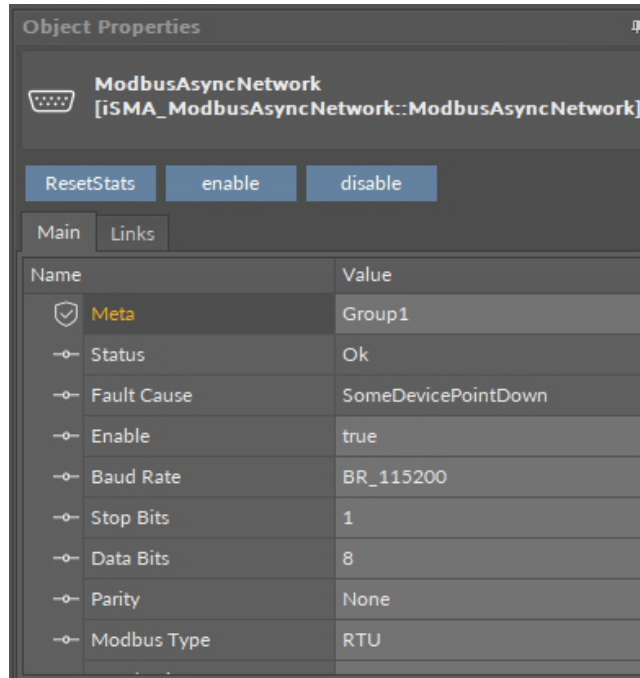 Object Properties
ModbusAsyncNetwork
[iSMA_ModbusAsyncNetwork::ModbusAsyncNetwork]
ResetStats enable disable
Main Links
Name Value
Meta Group1
Status Ok
Fault Cause SomeDevicePointDown
Enable true
Baud Rate BR_115200
Stop Bits 1
Data Bits 8
Parity None
Modbus Type RTU